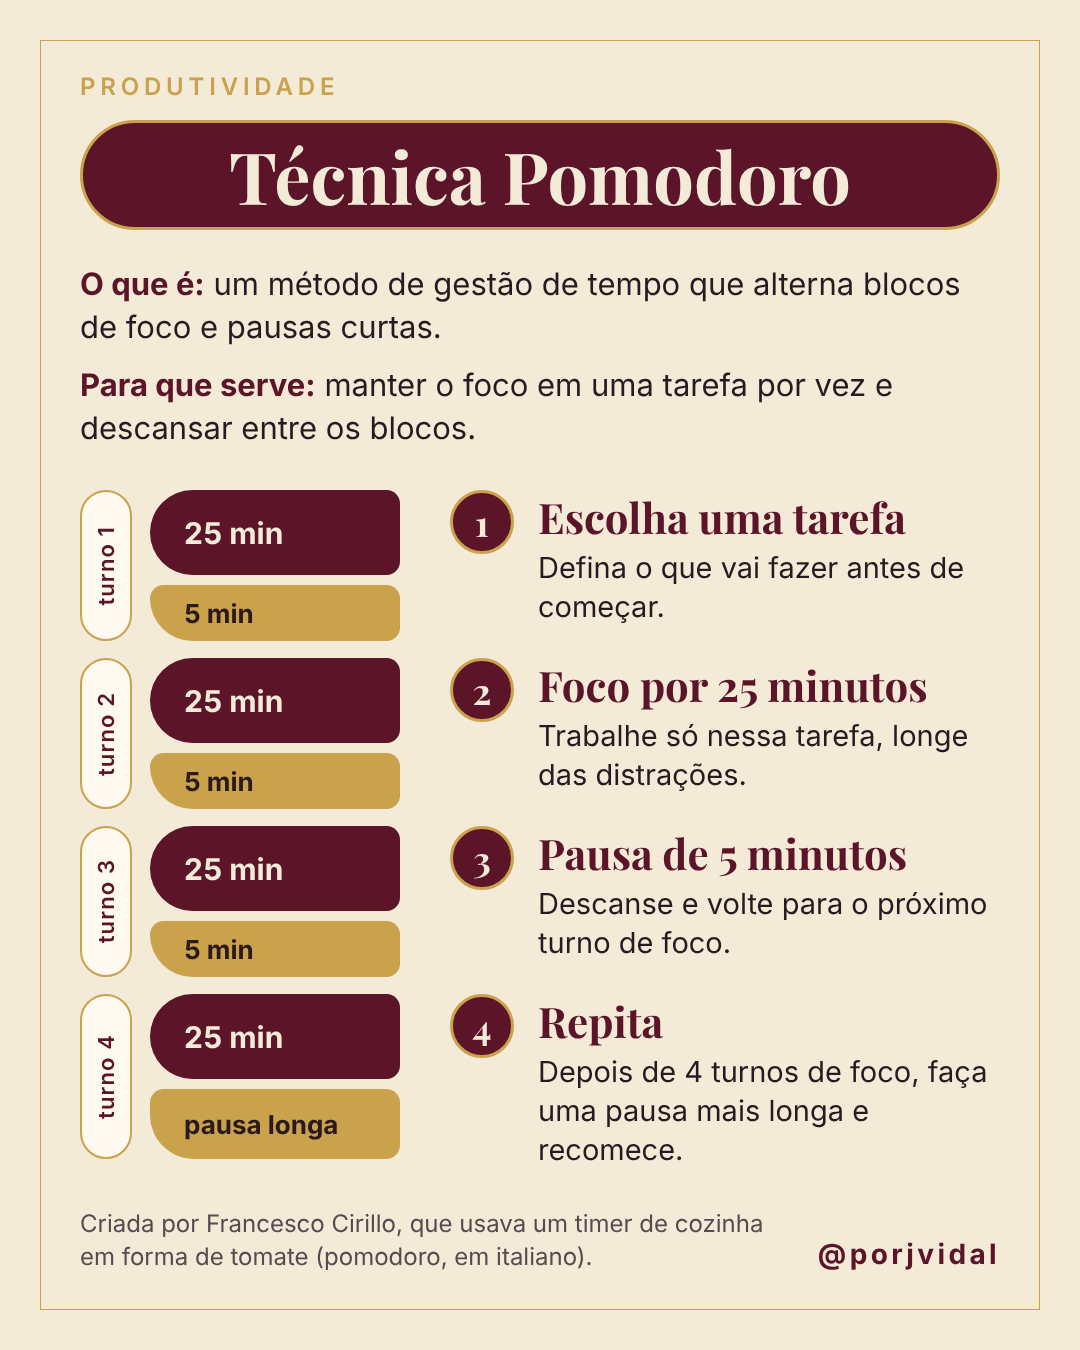 PRODUTIVIDADE
Técnica Pomodoro
O que é: um método de gestão de tempo que alterna blocos
de foco e pausas curtas.
Para que serve: manter o foco em uma tarefa por vez e
descansar entre os blocos.
turno 1
25 min
5 min
1
Escolha uma tarefa
Defina o que vai fazer antes de
começar.
turno 2
25 min
5 min
2
Foco por 25 minutos
Trabalhe só nessa tarefa, longe
das distrações.
turno 3
25 min
5 min
3
Pausa de 5 minutos
Descanse e volte para o próximo
turno de foco.
turno 4
25 min
pausa longa
4
Repita
Depois de 4 turnos de foco, faça
uma pausa mais longa e
recomece.
Criada por Francesco Cirillo, que usava um timer de cozinha
em forma de tomate (pomodoro, em italiano).
@porjvidal